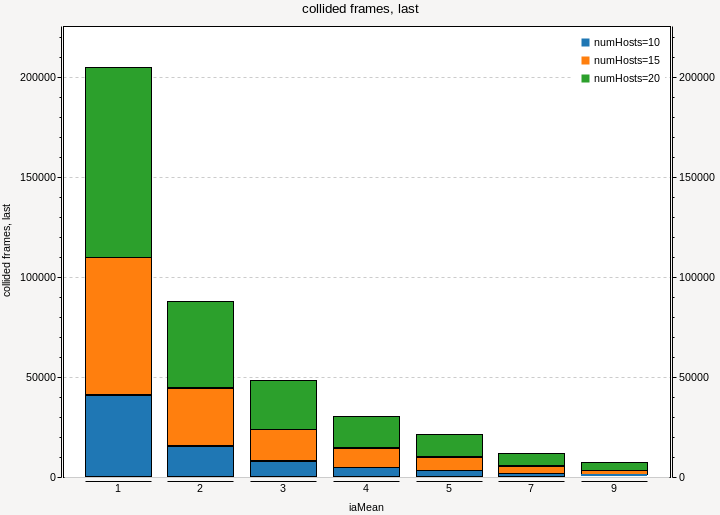 collided frames, last
numHosts=10
numHosts=15
numHosts=20
200000
150000
100000
50000
0
200000
150000
100000
50000
0
collided frames, last
1 2 3 4 5 7 9
iaMean